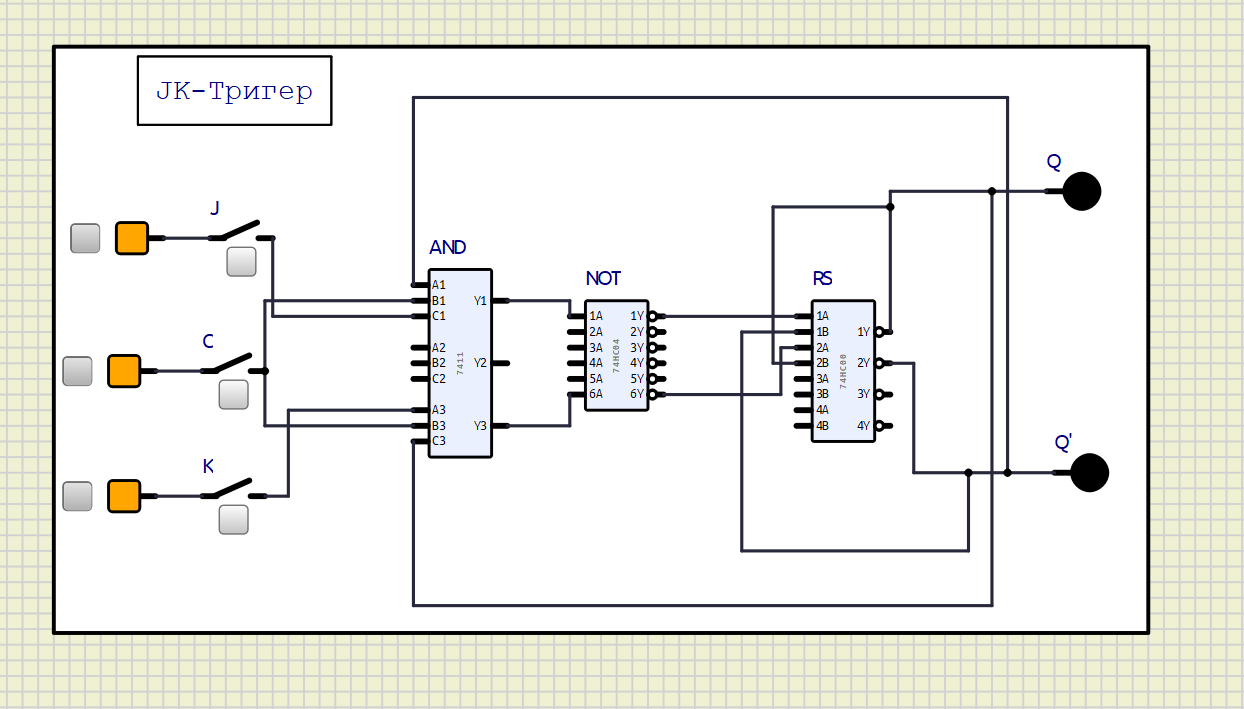 JK-Тригер
Q
J
AND
NOT
RS
A1
B1
C1
A2
B2
C2
A3
B3
C3
Y1
Y2
Y3
7411
1A
2A
3A
4A
5A
6A
1Y
2Y
3Y
4Y
5Y
6Y
74HC04
1A
1B
2A
2B
3A
3B
4A
4B
1Y
2Y
3Y
4Y
74HC00
C
Q'
K